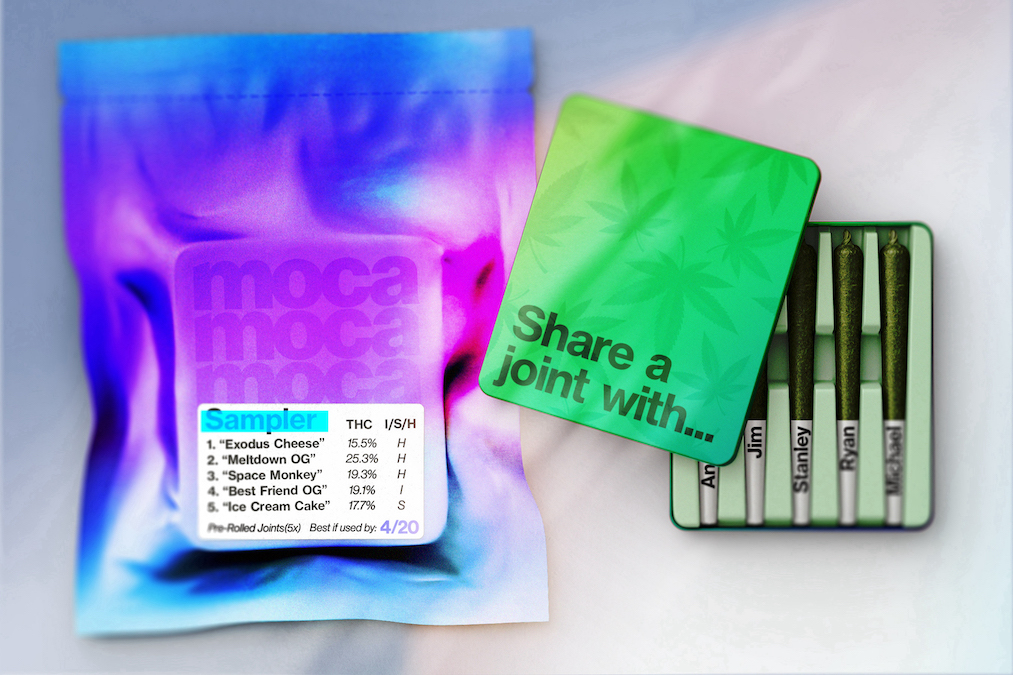 moca
moca
moca
Sampler THC I/S/H
1. “Exodus Cheese” 15.5% H
2. “Meltdown OG” 25.3% H
3. “Space Monkey” 19.3% H
4. “Best Friend OG” 19.1% I
5. “Ice Cream Cake” 17.7% S
Pre-Rolled Joints(5x) Best if used by: 4/20
Share a
joint with...
An
Jim
Stanley
Ryan
Michael